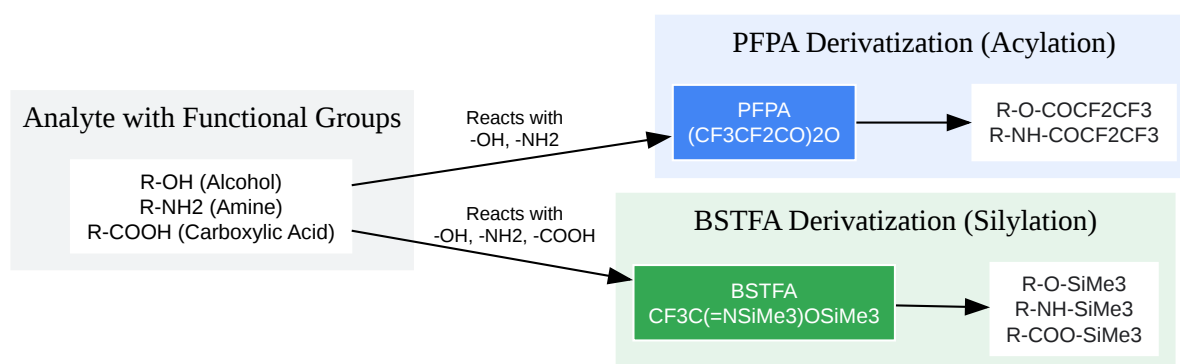 PFPA Derivatization (Acylation)
Analyte with Functional Groups
R-OH (Alcohol)
R-NH2 (Amine)
R-COOH (Carboxylic Acid)
Reacts with
-OH, -NH2
PFPA
(CF3CF2CO)2O
R-O-COCF2CF3
R-NH-COCF2CF3
Reacts with
-OH, -NH2, -COOH
BSTFA Derivatization (Silylation)
BSTFA
CF3C(=NSiMe3)OSiMe3
R-O-SiMe3
R-NH-SiMe3
R-COO-SiMe3